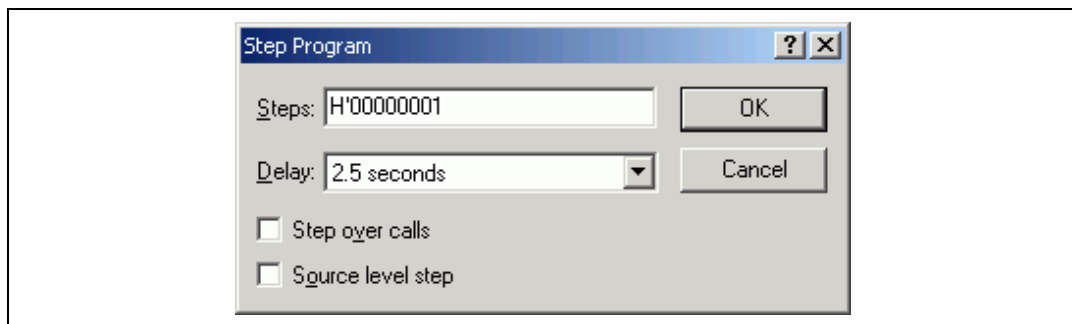 Step Program
Steps: H'00000001
OK
Delay: 2.5 seconds
Cancel
Step over calls
Source level step